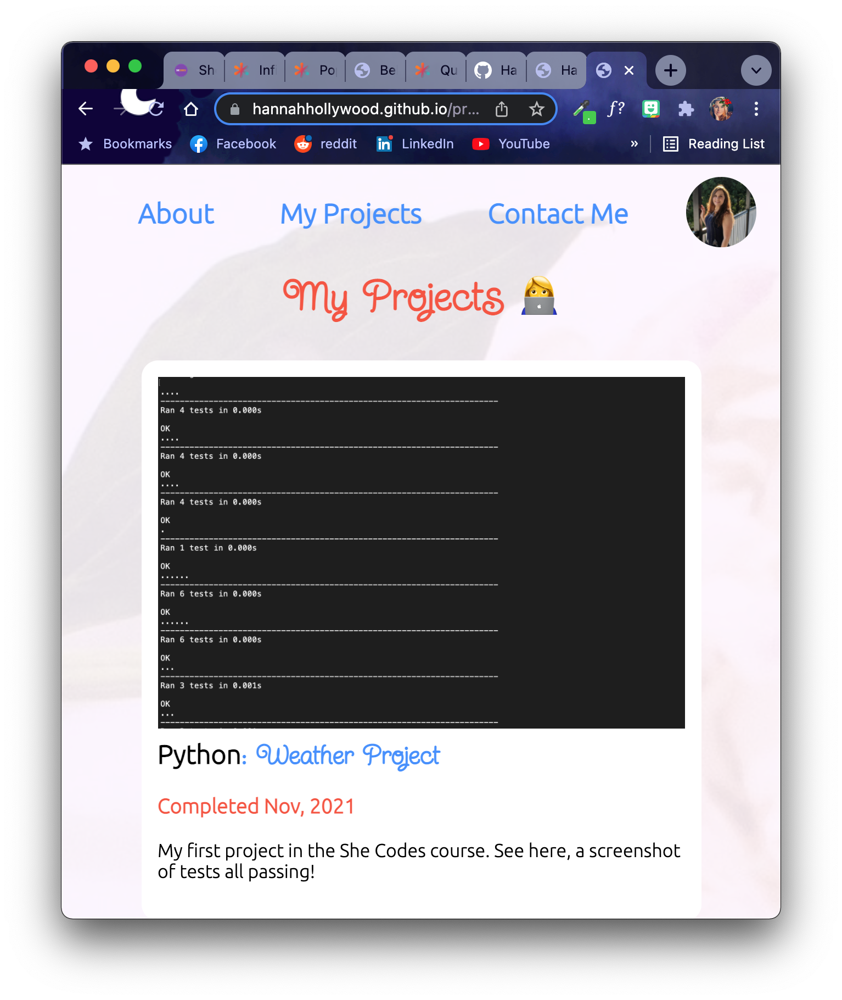 Sh
Inf
Po
Be
Qu
Ha
Ha
hannahhollywood.github.io/pr...
f?
Bookmarks
Facebook
reddit
LinkedIn
YouTube
»
Reading List
About
My Projects
Contact Me
My Projects
....
----------------------------------------------------------------------
Ran 4 tests in 0.000s
OK
....
----------------------------------------------------------------------
Ran 4 tests in 0.000s
OK
....
----------------------------------------------------------------------
Ran 4 tests in 0.000s
OK
.
----------------------------------------------------------------------
Ran 1 test in 0.000s
OK
......
----------------------------------------------------------------------
Ran 6 tests in 0.000s
OK
......
----------------------------------------------------------------------
Ran 6 tests in 0.000s
OK
...
----------------------------------------------------------------------
Ran 3 tests in 0.001s
OK
...
----------------------------------------------------------------------
Python: Weather Project
Completed Nov, 2021
My first project in the She Codes course. See here, a screenshot
of tests all passing!